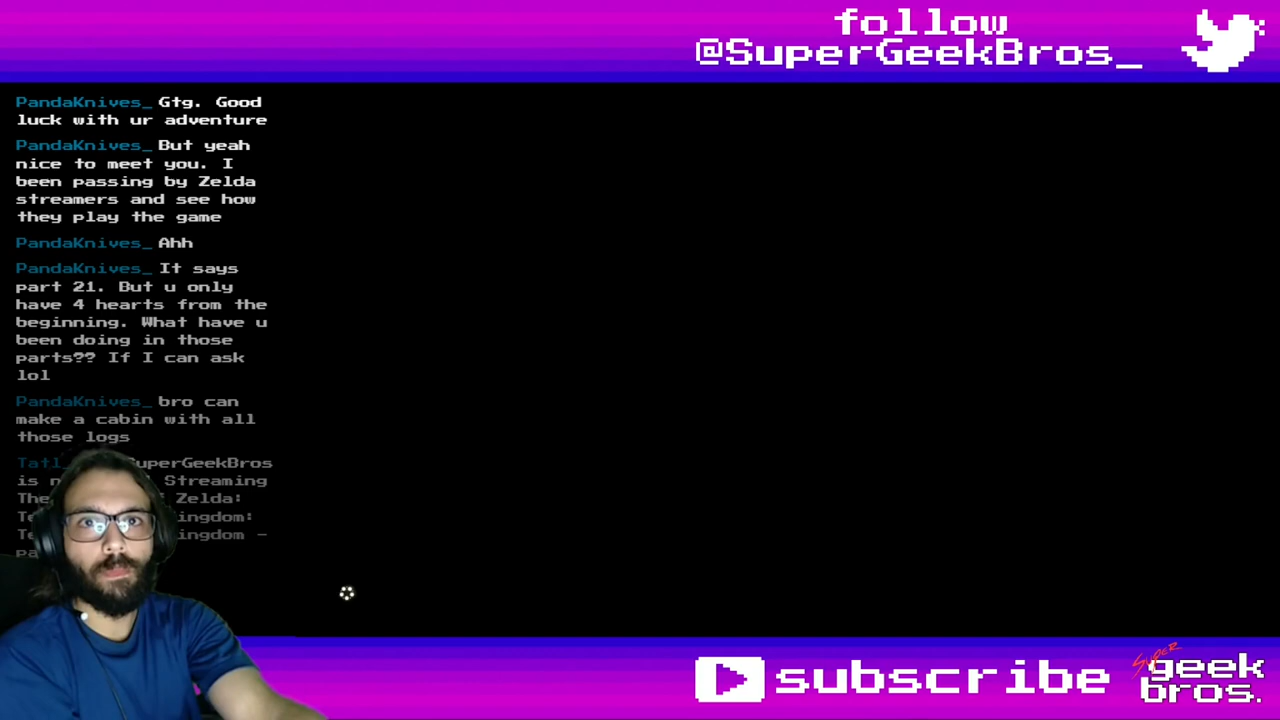 follow
@SuperGeekBros_
PandaKnives_ Gtg. Good
luck with ur adventure
PandaKnives_ But yeah
nice to meet you. I
been passing by Zelda
streamers and see how
they play the game
PandaKnives_ Ahh
PandaKnives_ It says
part 21. But u only
have 4 hearts from the
beginning. What have u
been doing in those
parts?? If I can ask
lol
PandaKnives_ bro can
make a cabin with all
those logs
Tatl SuperGeekBros
is Streaming
The Zelda:
ingdom:
ingdom -
subscribe
SUPER
geek
bros.